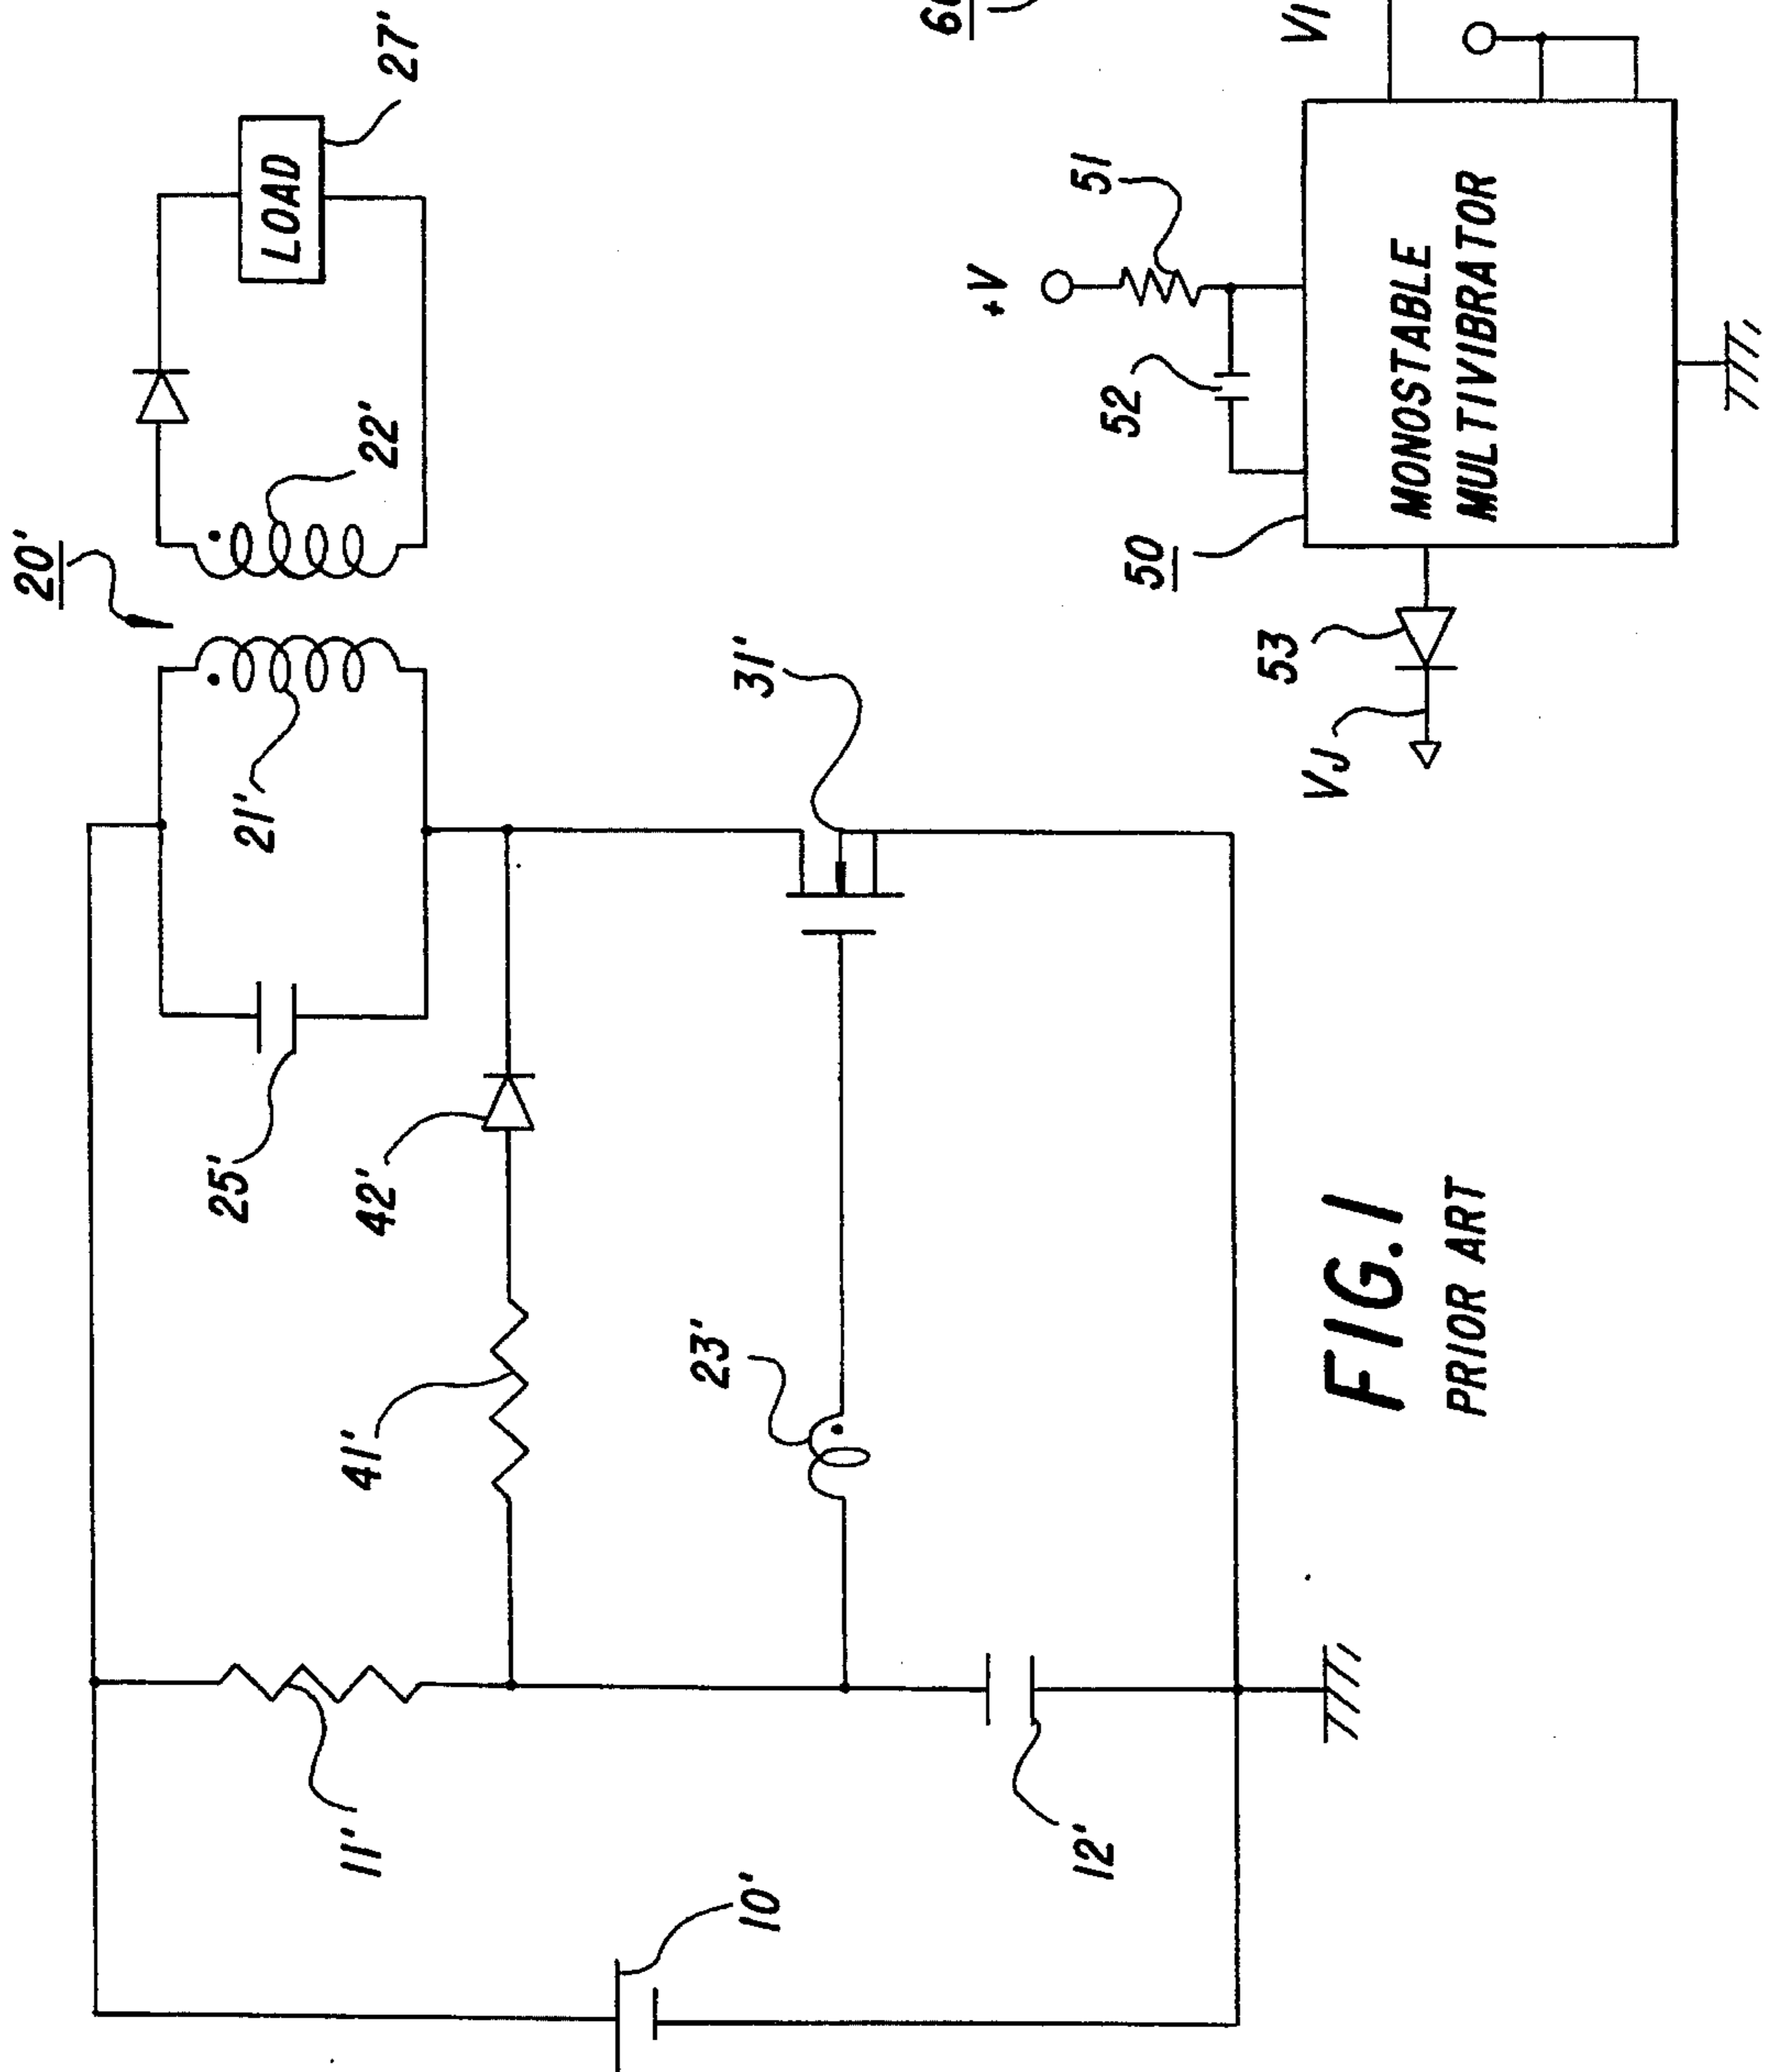 20'
22'
LOAD
27'
21'
25'
42'
41'
11'
10'
12'
23'
31'
FIG.1
PRIOR ART
+V
51
52
50
53
VJ
MONOSTABLE
MULTIVIBRATOR